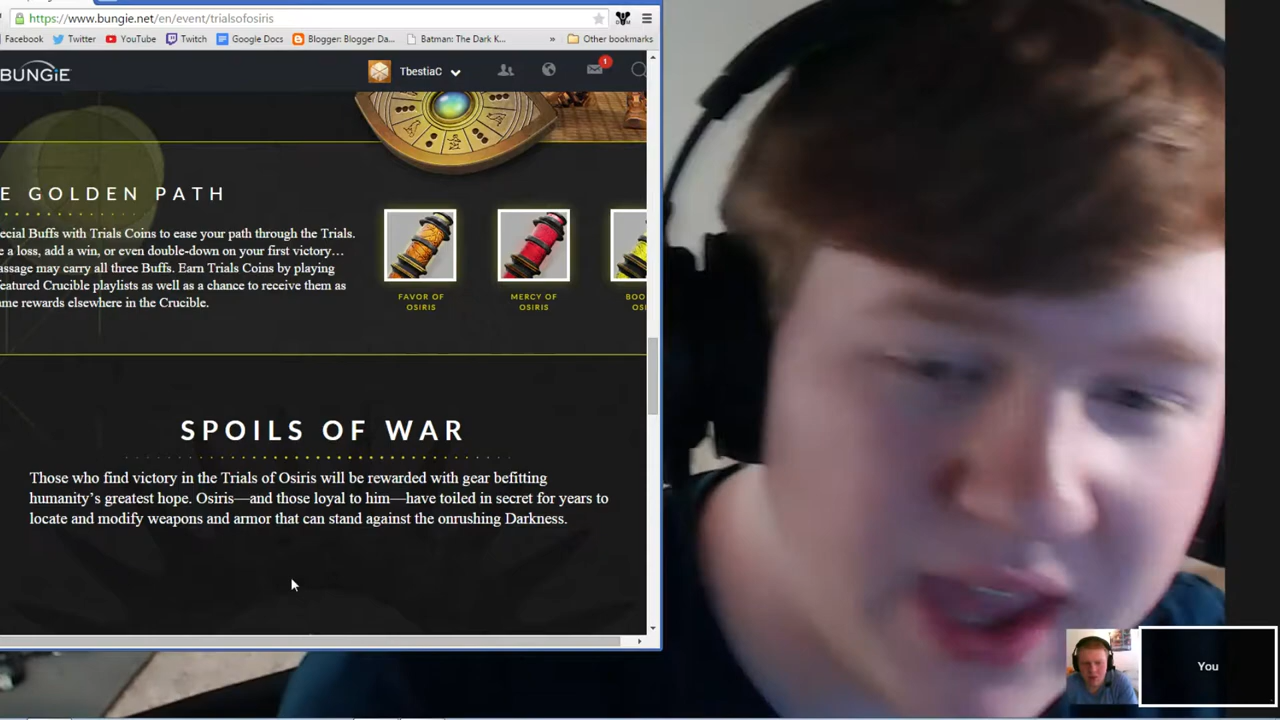 https://www.bungie.net/en/event/trialsofosiris
Facebook Twitter YouTube Twitch Google Docs Blogger: Blogger Da... Batman: The Dark K... » Other bookmarks
BUNGIE TbestiaC 1
E GOLDEN PATH
ecial Buffs with Trials Coins to ease your path through the Trials.
e a loss, add a win, or even double-down on your first victory…
assage may carry all three Buffs. Earn Trials Coins by playing
eatured Crucible playlists as well as a chance to receive them as
me rewards elsewhere in the Crucible.
FAVOR OF
OSIRIS
MERCY OF
OSIRIS
BOO
OS
SPOILS OF WAR
Those who find victory in the Trials of Osiris will be rewarded with gear befitting
humanity’s greatest hope. Osiris—and those loyal to him—have toiled in secret for years to
locate and modify weapons and armor that can stand against the onrushing Darkness.
You